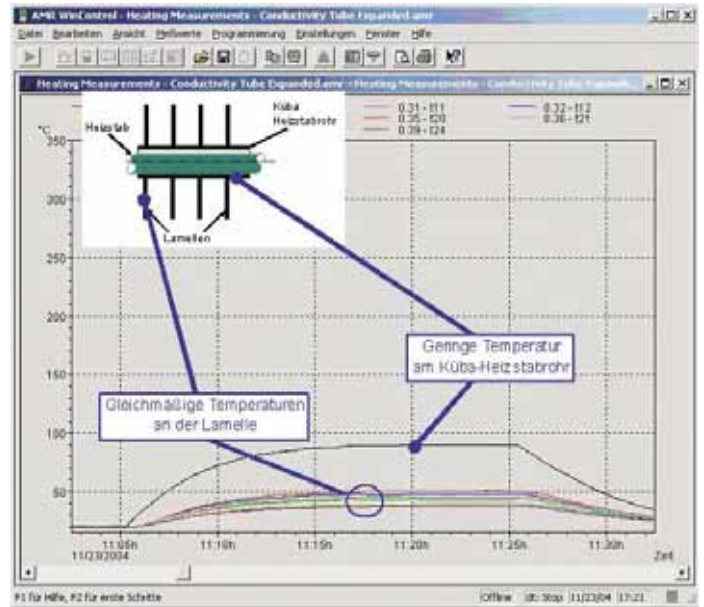 AMR WinControl - Heating Measurements - Conductivity Tube Expanded.amr
Datei Bearbeiten Ansicht Meßwerte Programmierung Einstellungen Fenster Hilfe
Heating Measurements - Conductivity Tube Expanded.amr - Heating Measurements - Conductivity Tube
0.31 - t11
0.32 - t12
0.35 - t20
0.36 - t21
0.39 - t24
Heizstab
Küba
Heizstabrohr
Lamellen
°C
350
300
250
200
150
100
50
Geringe Temperatur
am Küba-Heizstabrohr
Gleichmäßige Temperaturen
an der Lamelle
11:05h
11:10h
11:15h
11:20h
11:25h
11:30h
11/23/2004
Zeit
F1 für Hilfe, F2 für erste Schritte
Offline
dt: Stop
11/23/04
17:21